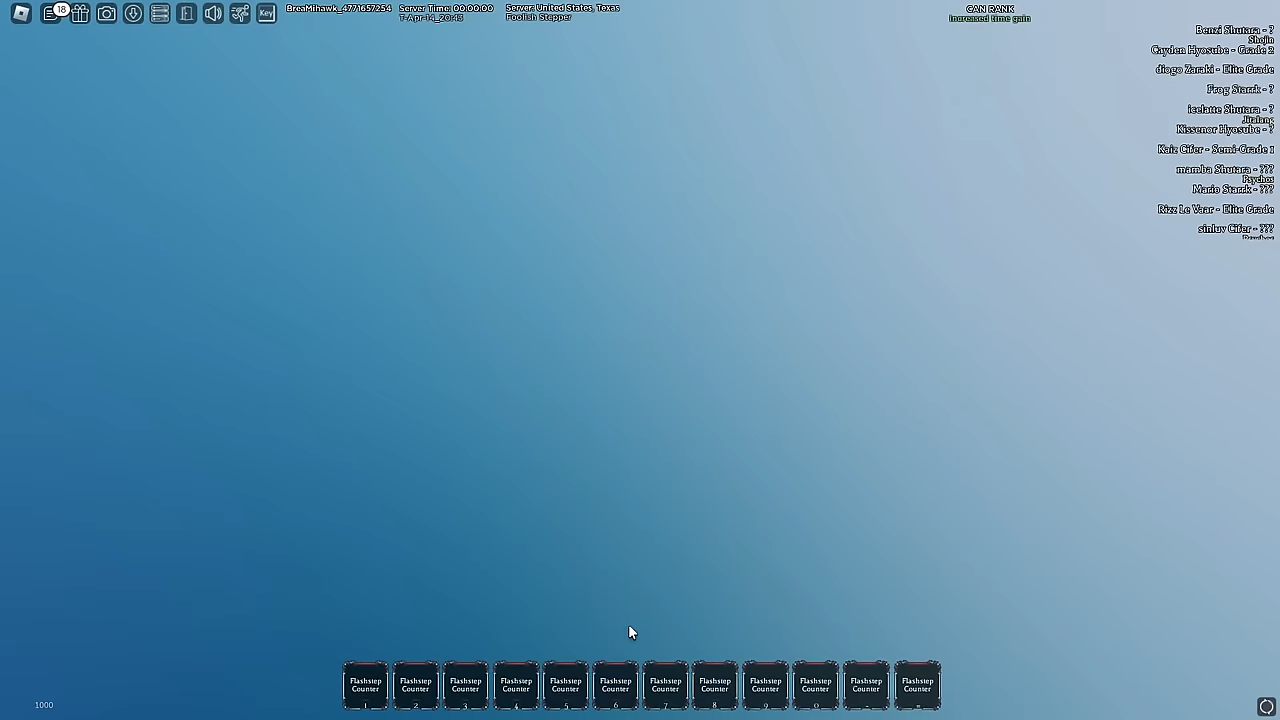 18
Key
BreaMihawk_4771657254
Server Time: 00:00:00
7-Apr-14_20:45
Server: United States, Texas
Foolish Stepper
CAN RANK
Increased time gain
Benzi Shutara - ?
Shojin
Cayden Hyosube - Grade 2
diogo Zaraki - Elite Grade
Frog Starrk - ?
icelatte Shutara - ?
Kissenor Hyosube - ?
Kaiz Cifer - Semi-Grade 1
mamba Shutara - ???
Psychos
Mario Starrk - ???
Rizz Le Vaar - Elite Grade
sinluv Cifer - ???
Flashstep Counter 1
Flashstep Counter 2
Flashstep Counter 3
Flashstep Counter 4
Flashstep Counter 5
Flashstep Counter 6
Flashstep Counter 7
Flashstep Counter 8
Flashstep Counter 9
Flashstep Counter 0
Flashstep Counter -
Flashstep Counter =
1000